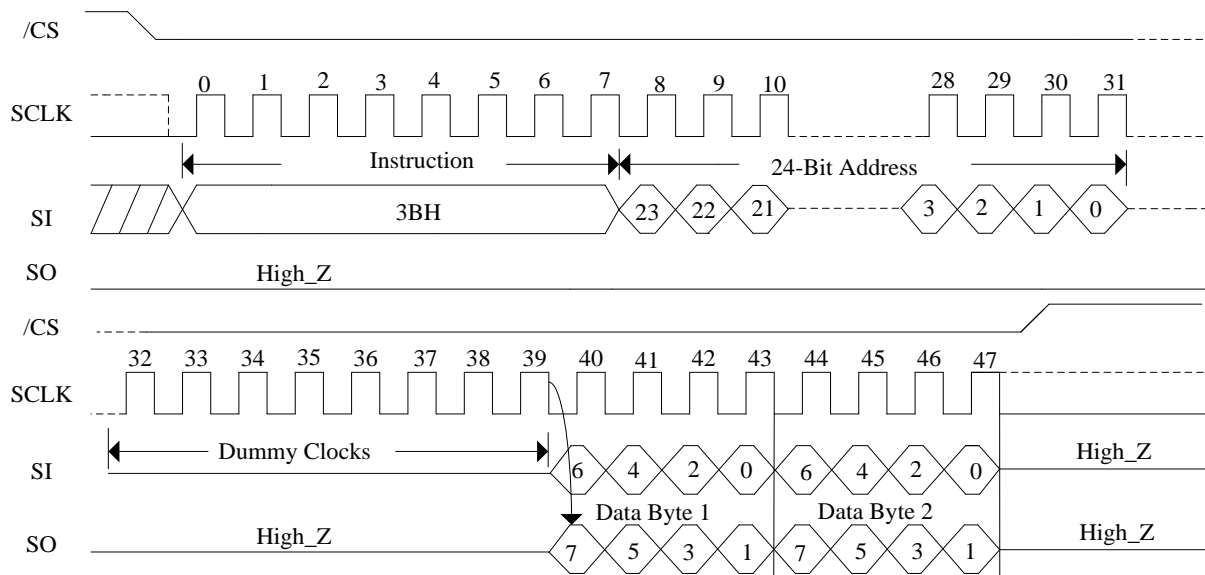 /CS
0 1 2 3 4 5 6 7 8 9 10 28 29 30 31
SCLK
Instruction 24-Bit Address
SI 3BH 23 22 21 3 2 1 0
SO High_Z
/CS
32 33 34 35 36 37 38 39 40 41 42 43 44 45 46 47
SCLK
Dummy Clocks
SI 6 4 2 0 6 4 2 0 High_Z
Data Byte 1 Data Byte 2
SO High_Z 7 5 3 1 7 5 3 1 High_Z